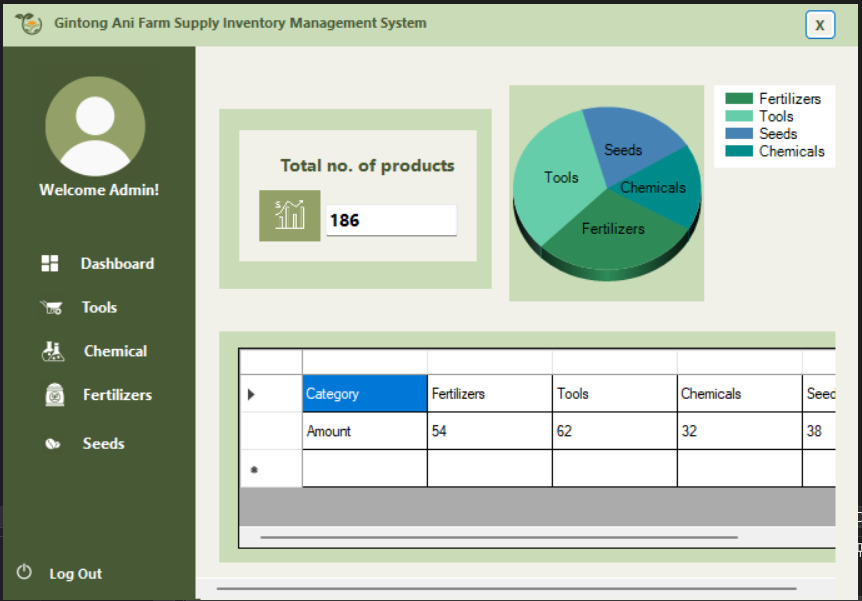 Gintong Ani Farm Supply Inventory Management System
X
Welcome Admin!
Dashboard
Tools
Chemical
Fertilizers
Seeds
Log Out
Total no. of products
186
Seeds
Tools
Chemicals
Fertilizers
Fertilizers
Tools
Seeds
Chemicals
Category Fertilizers Tools Chemicals Seed
Amount 54 62 32 38